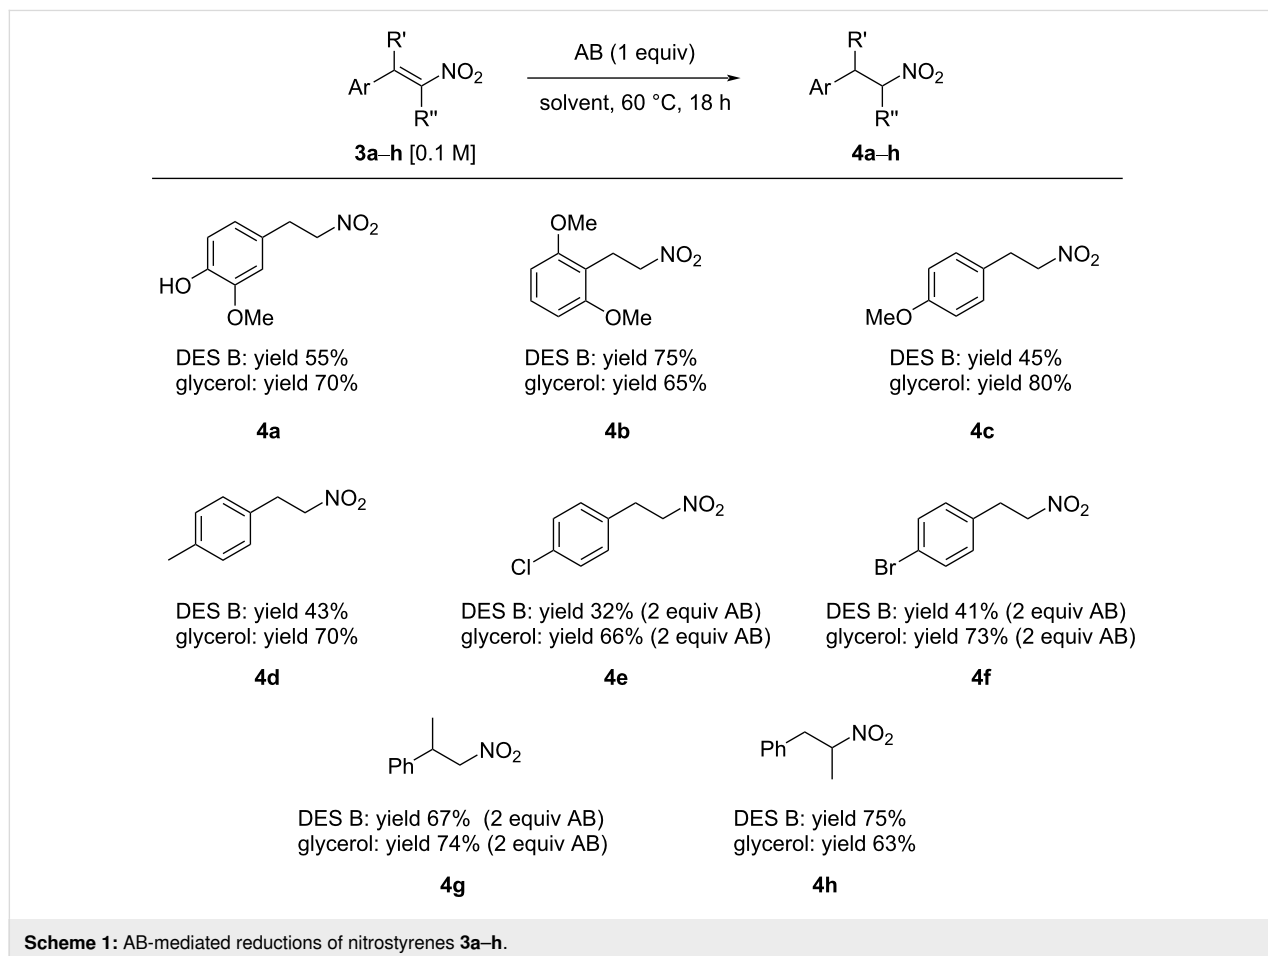 R'
Ar
NO2
R"
3a–h [0.1 M]
AB (1 equiv)
solvent, 60 °C, 18 h
R'
Ar
NO2
R"
4a–h
NO2
HO
OMe
DES B: yield 55%
glycerol: yield 70%
4a
OMe
NO2
OMe
DES B: yield 75%
glycerol: yield 65%
4b
NO2
MeO
DES B: yield 45%
glycerol: yield 80%
4c
NO2
DES B: yield 43%
glycerol: yield 70%
4d
NO2
Cl
DES B: yield 32% (2 equiv AB)
glycerol: yield 66% (2 equiv AB)
4e
NO2
Br
DES B: yield 41% (2 equiv AB)
glycerol: yield 73% (2 equiv AB)
4f
Ph
NO2
DES B: yield 67% (2 equiv AB)
glycerol: yield 74% (2 equiv AB)
4g
Ph
NO2
DES B: yield 75%
glycerol: yield 63%
4h
Scheme 1: AB-mediated reductions of nitrostyrenes 3a–h.